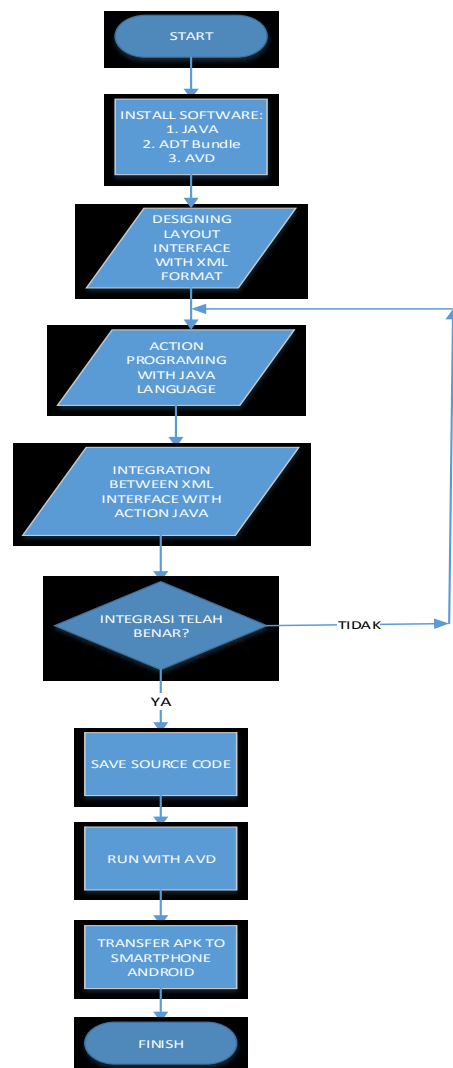 START
INSTALL SOFTWARE:
1. JAVA
2. ADT Bundle
3. AVD
DESIGNING
LAYOUT
INTERFACE
WITH XML
FORMAT
ACTION
PROGRAMING
WITH JAVA
LANGUAGE
INTEGRATION
BETWEEN XML
INTERFACE WITH
ACTION JAVA
INTEGRASI TELAH
BENAR?
TIDAK
YA
SAVE SOURCE CODE
RUN WITH AVD
TRANSFER APK TO
SMARTPHONE
ANDROID
FINISH